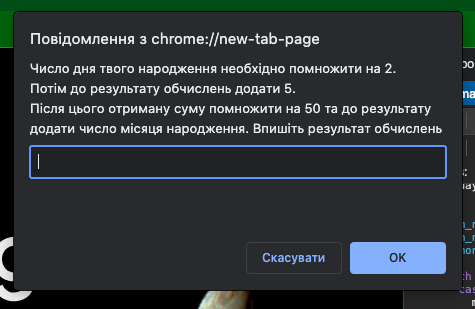 Повідомлення з chrome://new-tab-page
Число дня твого народження необхідно помножити на 2.
Потім до результату обчислень додати 5.
Після цього отриману суму помножити на 50 та до результату
додати число місяця народження. Впишіть результат обчислень
Скасувати
OK